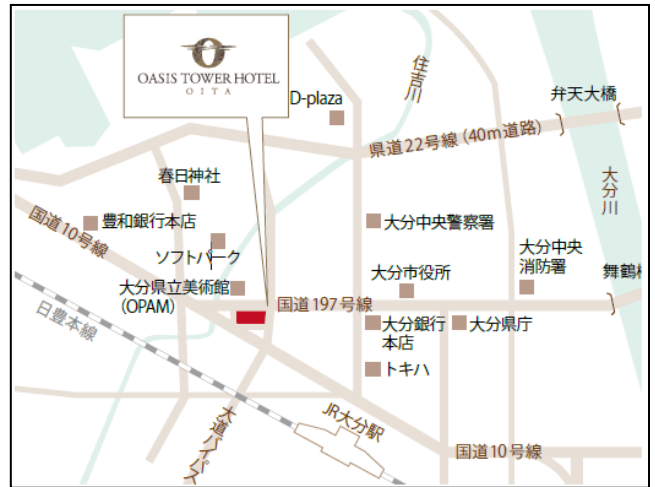 OASIS TOWER HOTEL
OITA
D-plaza
住吉川
弁天大橋
県道22号線（40m道路）
春日神社
大分川
国道10号線
豊和銀行本店
大分中央警察署
ソフトパーク
大分中央
消防署
大分県立美術館
(OPAM)
大分市役所
舞鶴橋
国道197号線
日豊本線
大分銀行
本店
大分県庁
トキハ
大道バイパス
JR大分駅
国道10号線